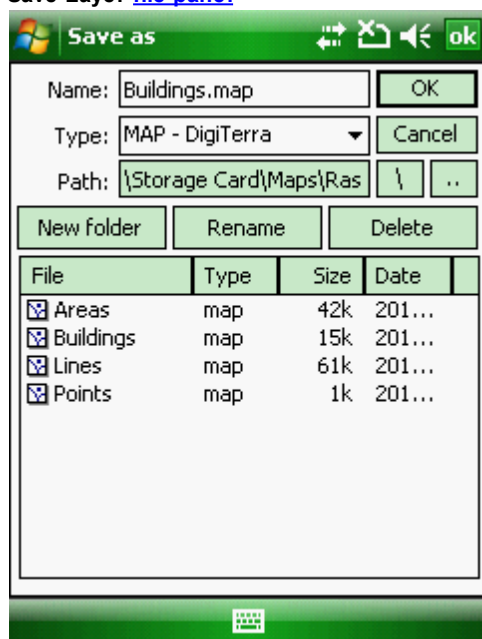 Save Layer file panel
Save as ok
Name: Buildings.map OK
Type: MAP - DigiTerra Cancel
Path: \Storage Card\Maps\Ras \ ..
New folder Rename Delete
File Type Size Date
Areas map 42k 201...
Buildings map 15k 201...
Lines map 61k 201...
Points map 1k 201...